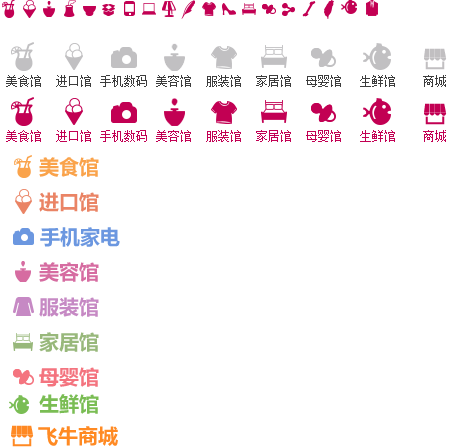 美食馆 进口馆 手机数码 美容馆 服装馆 家居馆 母婴馆 生鲜馆 商城
美食馆 进口馆 手机数码 美容馆 服装馆 家居馆 母婴馆 生鲜馆 商城
美食馆
进口馆
手机家电
美容馆
服装馆
家居馆
母婴馆
生鲜馆
飞牛商城